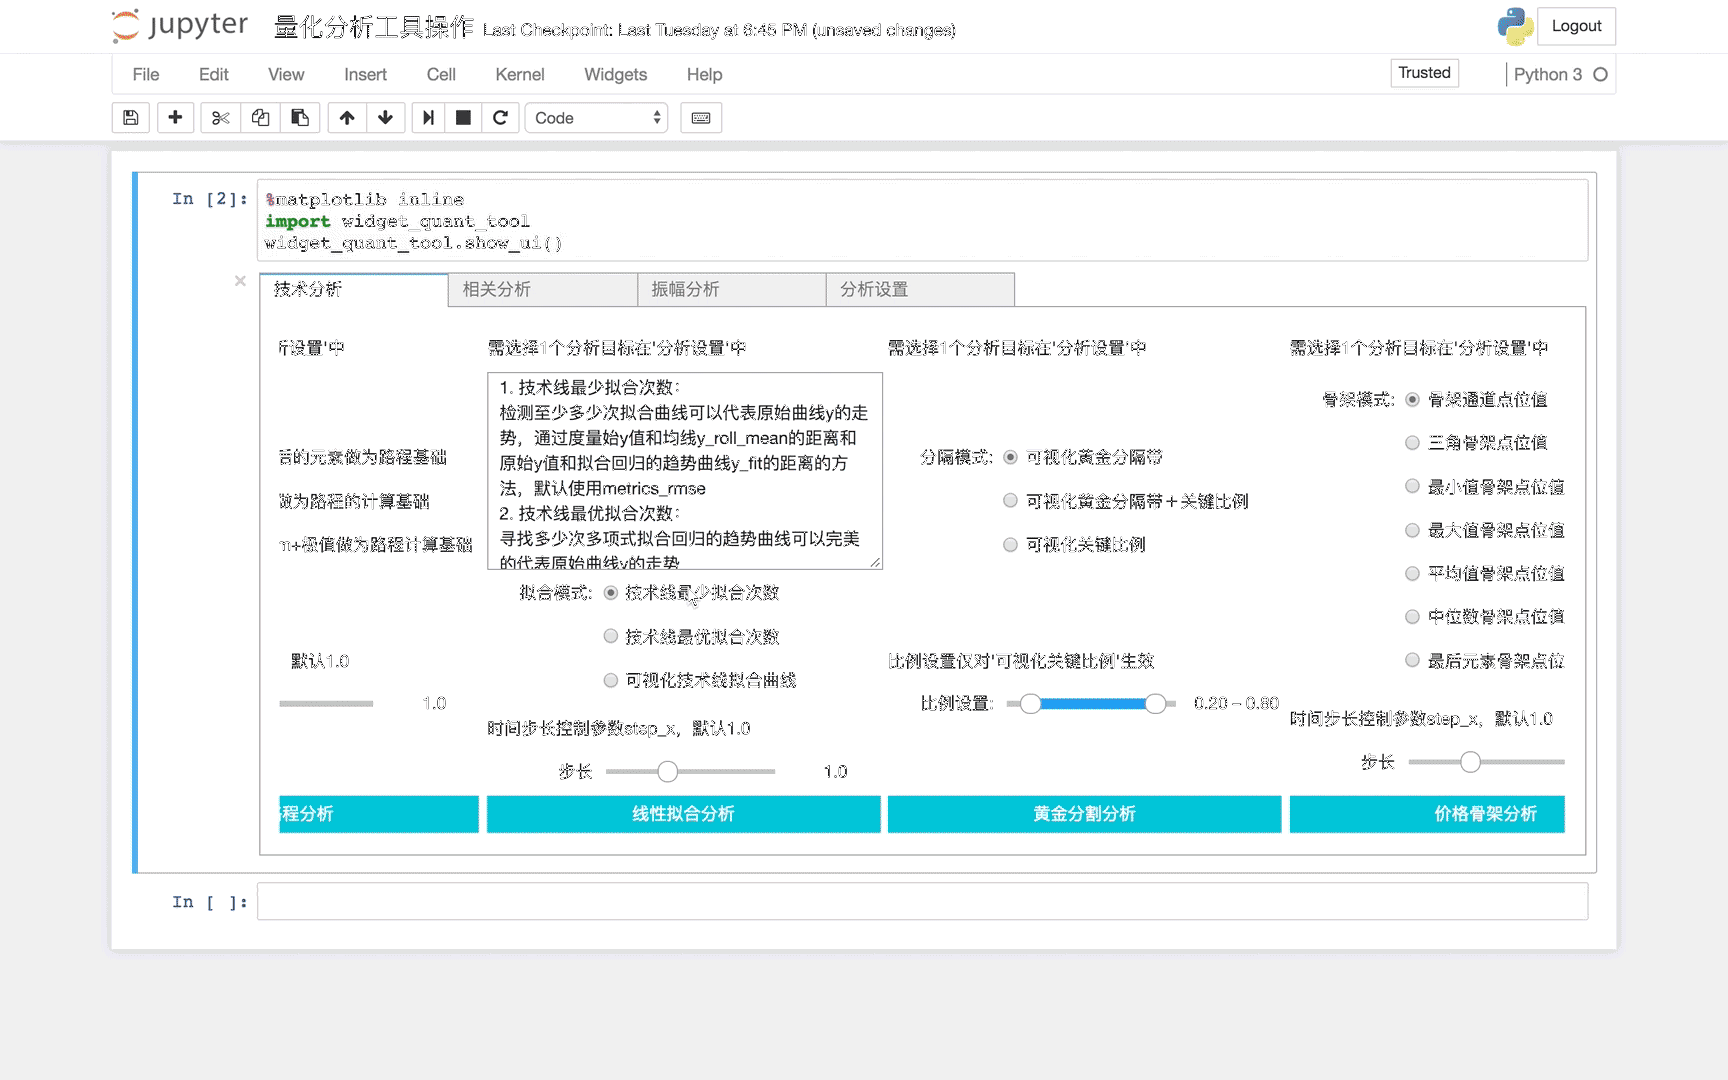 jupyter 量化分析工具操作 Last Checkpoint: Last Tuesday at 6:45 PM (unsaved changes) Logout
File Edit View Insert Cell Kernel Widgets Help Trusted Python 3
Code
In [2]:
%matplotlib inline
import widget_quant_tool
widget_quant_tool.show_ui()
技术分析 相关分析 振幅分析 分析设置
设置'中
后的元素做为路程基础
做为路程的计算基础
+极值做为路程计算基础
默认1.0
1.0
程分析
需选择1个分析目标在'分析设置'中
1. 技术线最少拟合次数:
检测至少多少次拟合曲线可以代表原始曲线y的走
势，通过度量始y值和均线y_roll_mean的距离和
原始y值和拟合回归的趋势曲线y_fit的距离的方
法，默认使用metrics_rmse
2. 技术线最优拟合次数:
寻找多少次多项式拟合回归的趋势曲线可以完美
的代表原始曲线y的走势
拟合模式: 技术线最少拟合次数
技术线最优拟合次数
可视化技术线拟合曲线
时间步长控制参数step_x，默认1.0
步长 1.0
线性拟合分析
需选择1个分析目标在'分析设置'中
分隔模式: 可视化黄金分隔带
可视化黄金分隔带＋关键比例
可视化关键比例
比例设置仅对'可视化关键比例'生效
比例设置: 0.20 – 0.80
黄金分割分析
需选择1个分析目标在'分析设置'中
骨架模式: 骨架通道点位值
三角骨架点位值
最小值骨架点位值
最大值骨架点位值
平均值骨架点位值
中位数骨架点位值
最后元素骨架点位
时间步长控制参数step_x，默认1.0
步长
价格骨架分析
In [ ]: